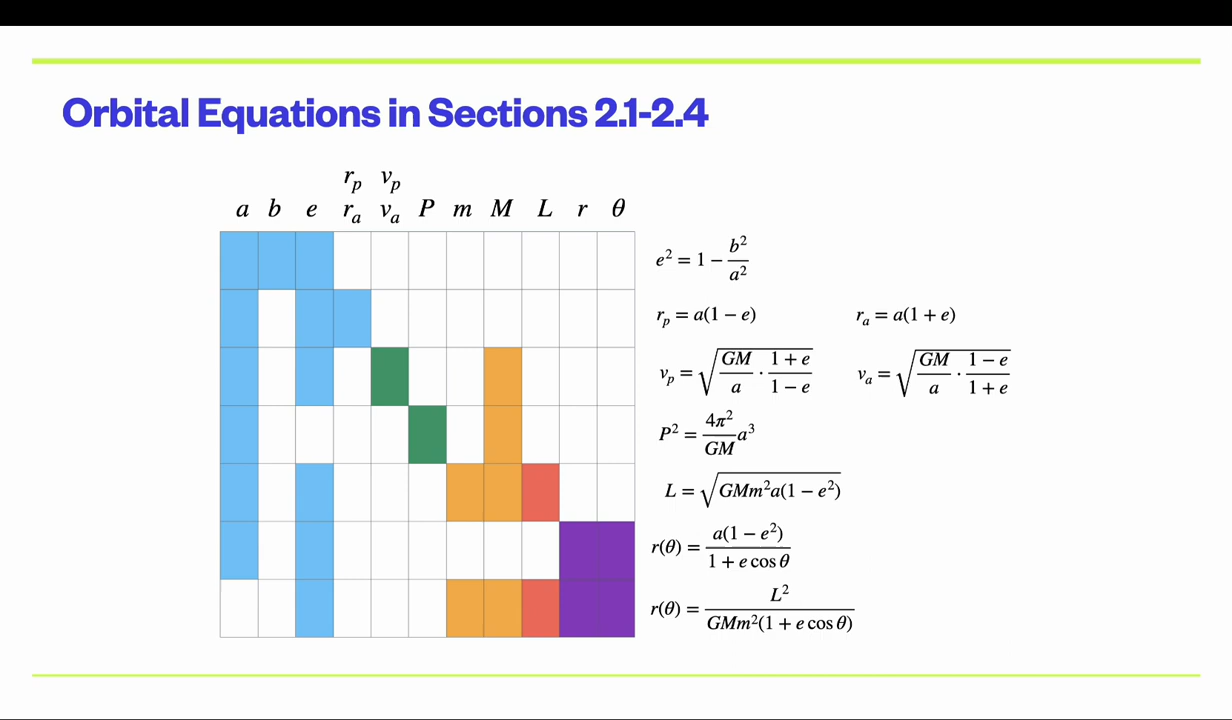 Orbital Equations in Sections 2.1-2.4
r_p v_p
a b e r_a v_a P m M L r θ
e² = 1 − b²/a²
r_p = a(1 − e) r_a = a(1 + e)
v_p = √(GM/a · (1 + e)/(1 − e)) v_a = √(GM/a · (1 − e)/(1 + e))
P² = 4π²/GM a³
L = √(GMm²a(1 − e²))
r(θ) = a(1 − e²)/(1 + e cos θ)
r(θ) = L²/(GMm²(1 + e cos θ))